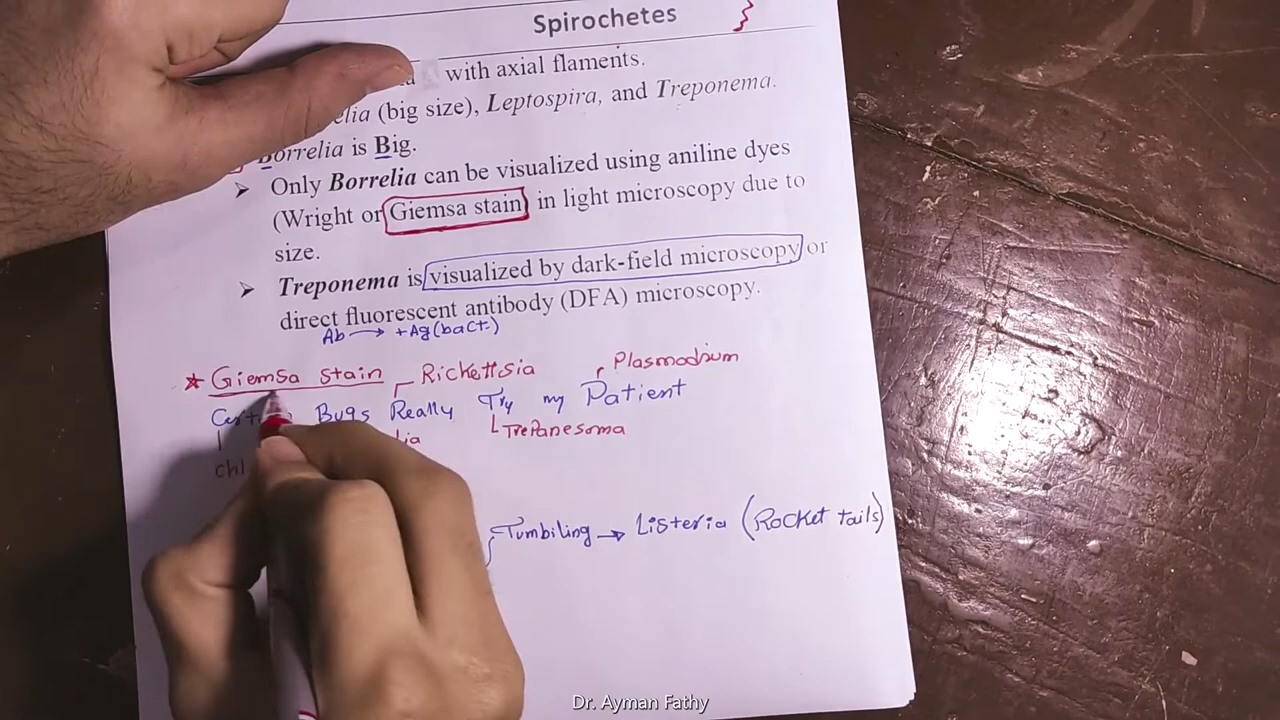 Spirochetes
with axial filaments.
(big size), Leptospira, and Treponema.
Borrelia is Big.
➢ Only Borrelia can be visualized using aniline dyes
(Wright or Giemsa stain) in light microscopy due to
size.
➢ Treponema is visualized by dark-field microscopy or
direct fluorescent antibody (DFA) microscopy.
Ab → +Ag(bact.)
* Giemsa stain Rickettsia Plasmodium
Bugs Really Try my Patient
Trepanesoma
Tumbiling → Listeria (Rocket tails)
Dr. Ayman Fathy